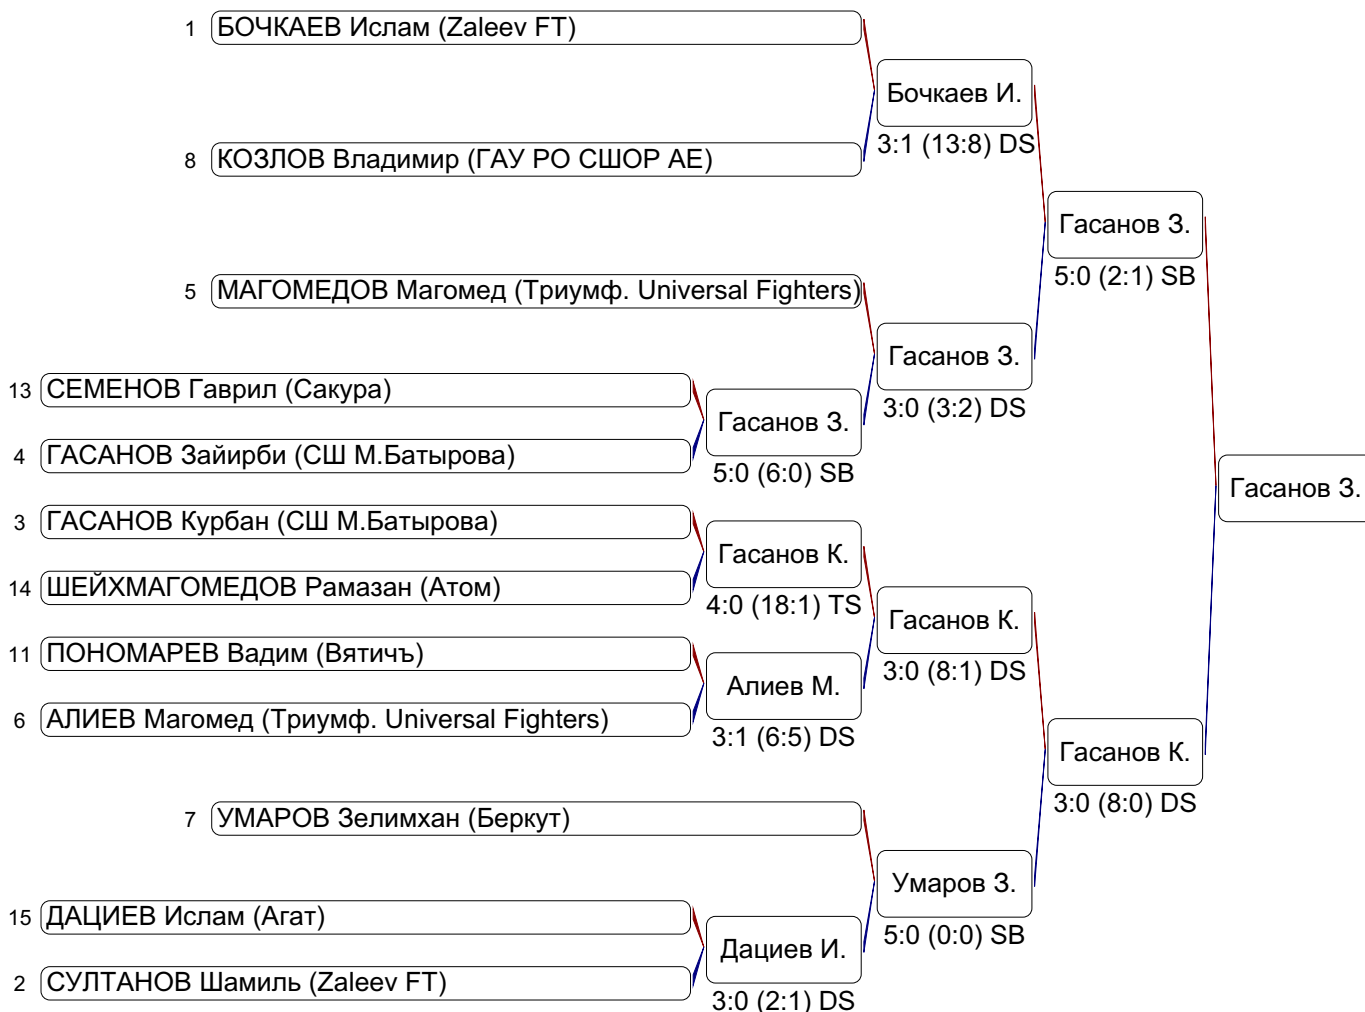 1 БОЧКАЕВ Ислам (Zaleev FT)
Бочкаев И.
3:1 (13:8) DS
8 КОЗЛОВ Владимир (ГАУ РО СШОР АЕ)
Гасанов З.
5:0 (2:1) SB
5 МАГОМЕДОВ Магомед (Триумф. Universal Fighters)
Гасанов З.
3:0 (3:2) DS
13 СЕМЕНОВ Гаврил (Сакура)
Гасанов З.
5:0 (6:0) SB
4 ГАСАНОВ Зайирби (СШ М.Батырова)
Гасанов З.
3 ГАСАНОВ Курбан (СШ М.Батырова)
Гасанов К.
4:0 (18:1) TS
14 ШЕЙХМАГОМЕДОВ Рамазан (Атом)
Гасанов К.
3:0 (8:1) DS
11 ПОНОМАРЕВ Вадим (Вятичъ)
Алиев М.
3:1 (6:5) DS
6 АЛИЕВ Магомед (Триумф. Universal Fighters)
Гасанов К.
3:0 (8:0) DS
7 УМАРОВ Зелимхан (Беркут)
Умаров З.
5:0 (0:0) SB
15 ДАЦИЕВ Ислам (Агат)
Дациев И.
3:0 (2:1) DS
2 СУЛТАНОВ Шамиль (Zaleev FT)